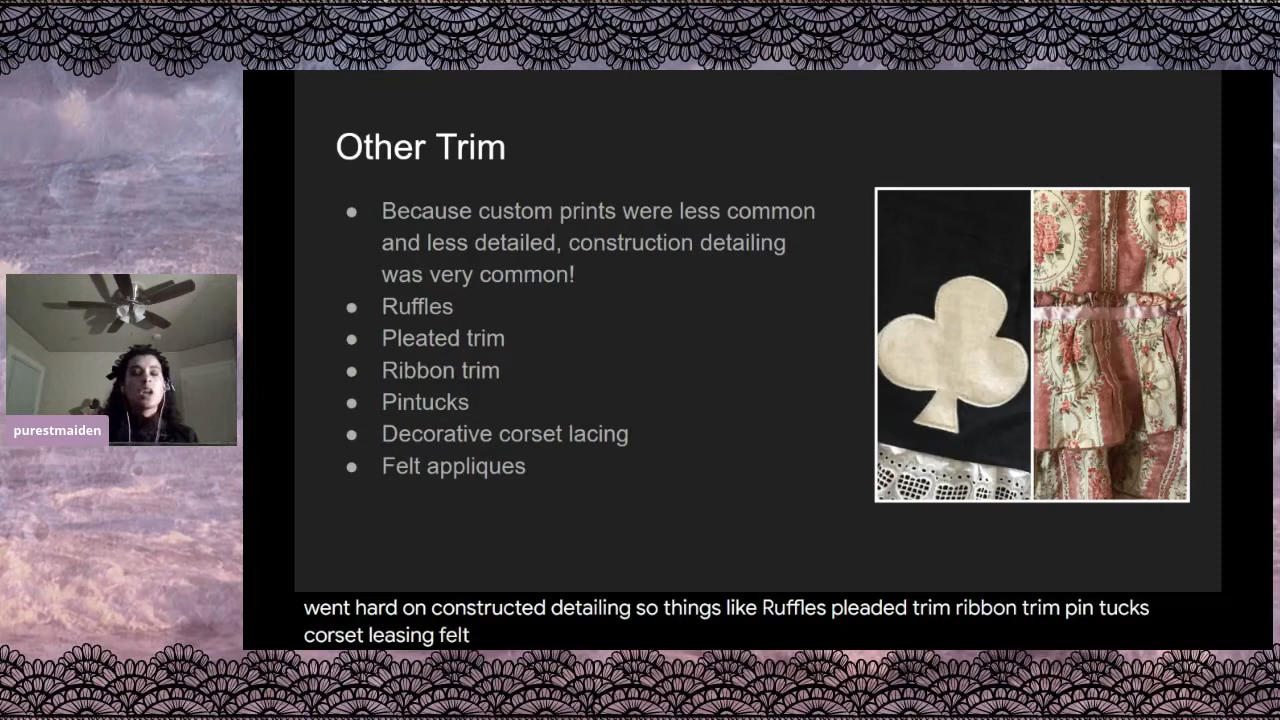 Other Trim
● Because custom prints were less common
and less detailed, construction detailing
was very common!
● Ruffles
● Pleated trim
● Ribbon trim
● Pintucks
● Decorative corset lacing
● Felt appliques
purestmaiden
went hard on constructed detailing so things like Ruffles pleaded trim ribbon trim pin tucks
corset leasing felt